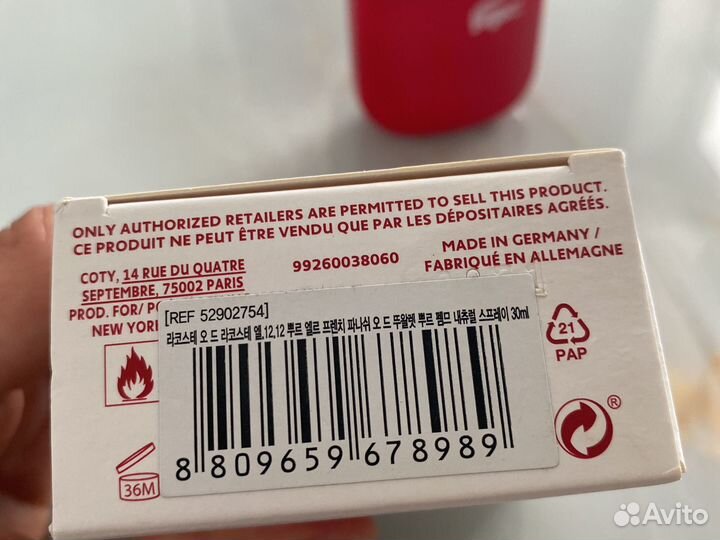 ONLY AUTHORIZED RETAILERS ARE PERMITTED TO SELL THIS PRODUCT.
CE PRODUIT NE PEUT ÊTRE VENDU QUE PAR LES DÉPOSITAIRES AGRÉÉS.
COTY, 14 RUE DU QUATRE
SEPTEMBRE, 75002 PARIS
PROD. FOR/
NEW YORK
99260038060
MADE IN GERMANY /
FABRIQUÉ EN ALLEMAGNE
[REF 52902754]
라코스테 오 드 라코스테 엘.12.12 뿌르 엘르 프렌치 파나쉬 오 드 뚜왈렛 뿌르 펨므 내츄럴 스프레이 30ml
8 809659 678989
21
PAP
36M
®
Avito